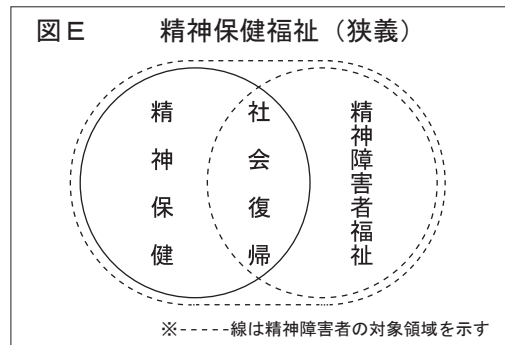 図E 精神保健福祉（狭義）
精神保健
社会復帰
精神障害者福祉
※-----線は精神障害者の対象領域を示す